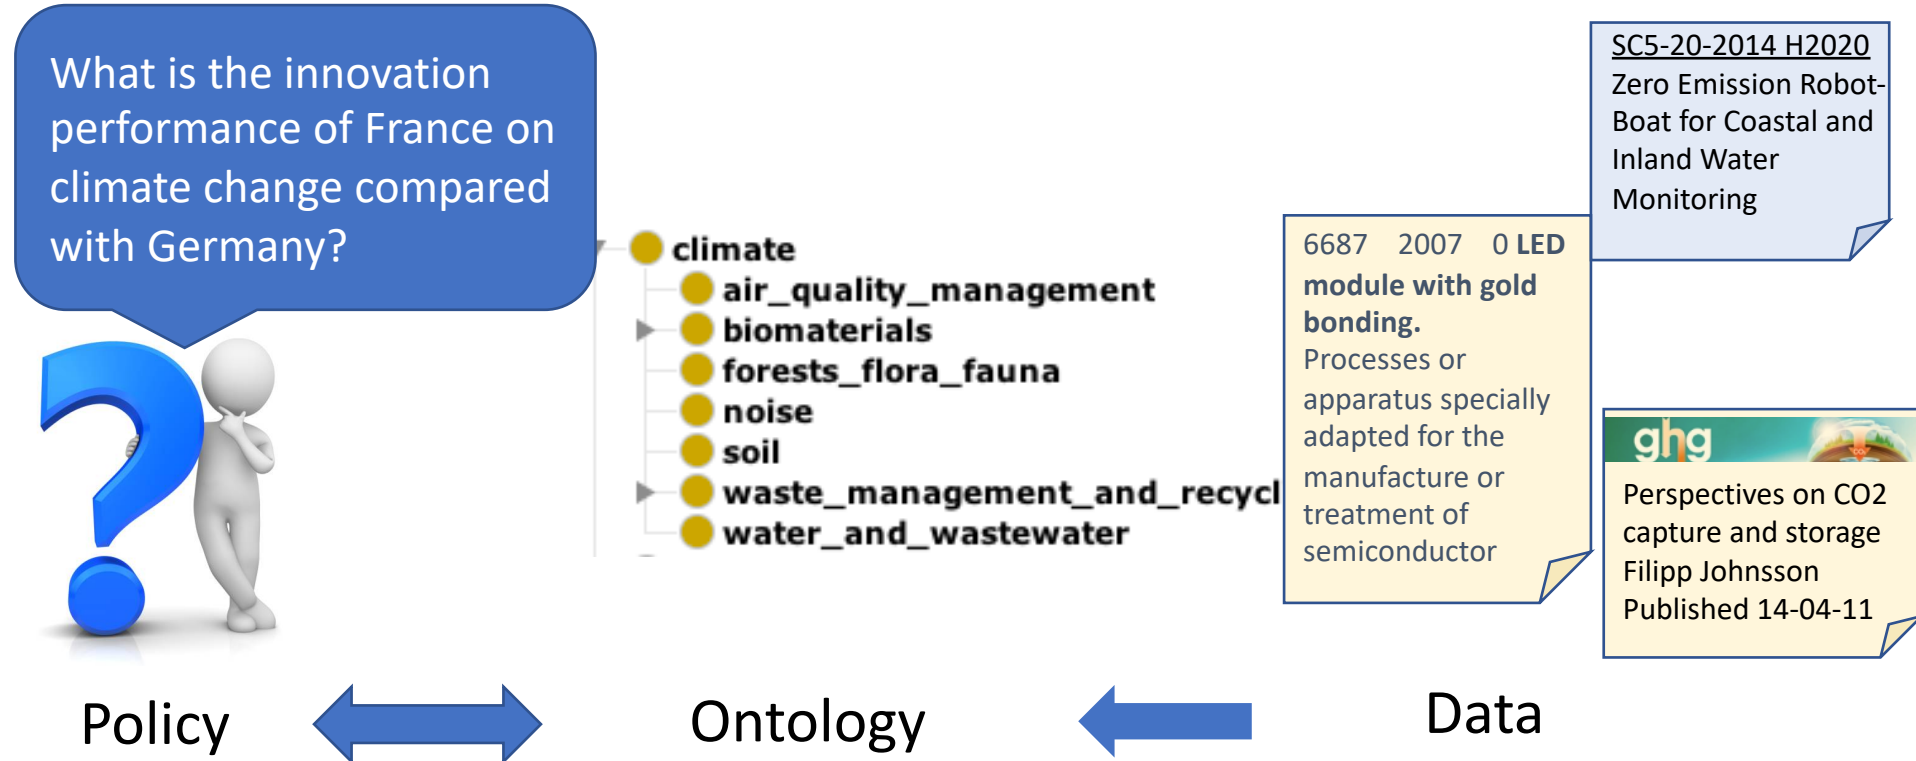 What is the innovation
performance of France on
climate change compared
with Germany?
climate
air_quality_management
biomaterials
forests_flora_fauna
noise
soil
waste_management_and_recycl
water_and_wastewater
6687 2007 0 LED
module with gold
bonding.
Processes or
apparatus specially
adapted for the
manufacture or
treatment of
semiconductor
SC5-20-2014 H2020
Zero Emission Robot-
Boat for Coastal and
Inland Water
Monitoring
ghg
CO₂
Perspectives on CO2
capture and storage
Filipp Johnsson
Published 14-04-11
Policy
Ontology
Data